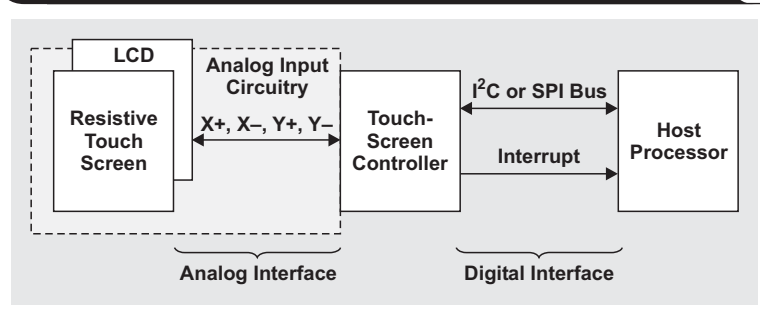 LCD
Resistive
Touch
Screen
Analog Input
Circuitry
X+, X–, Y+, Y–
Touch-
Screen
Controller
I²C or SPI Bus
Interrupt
Host
Processor
Analog Interface
Digital Interface